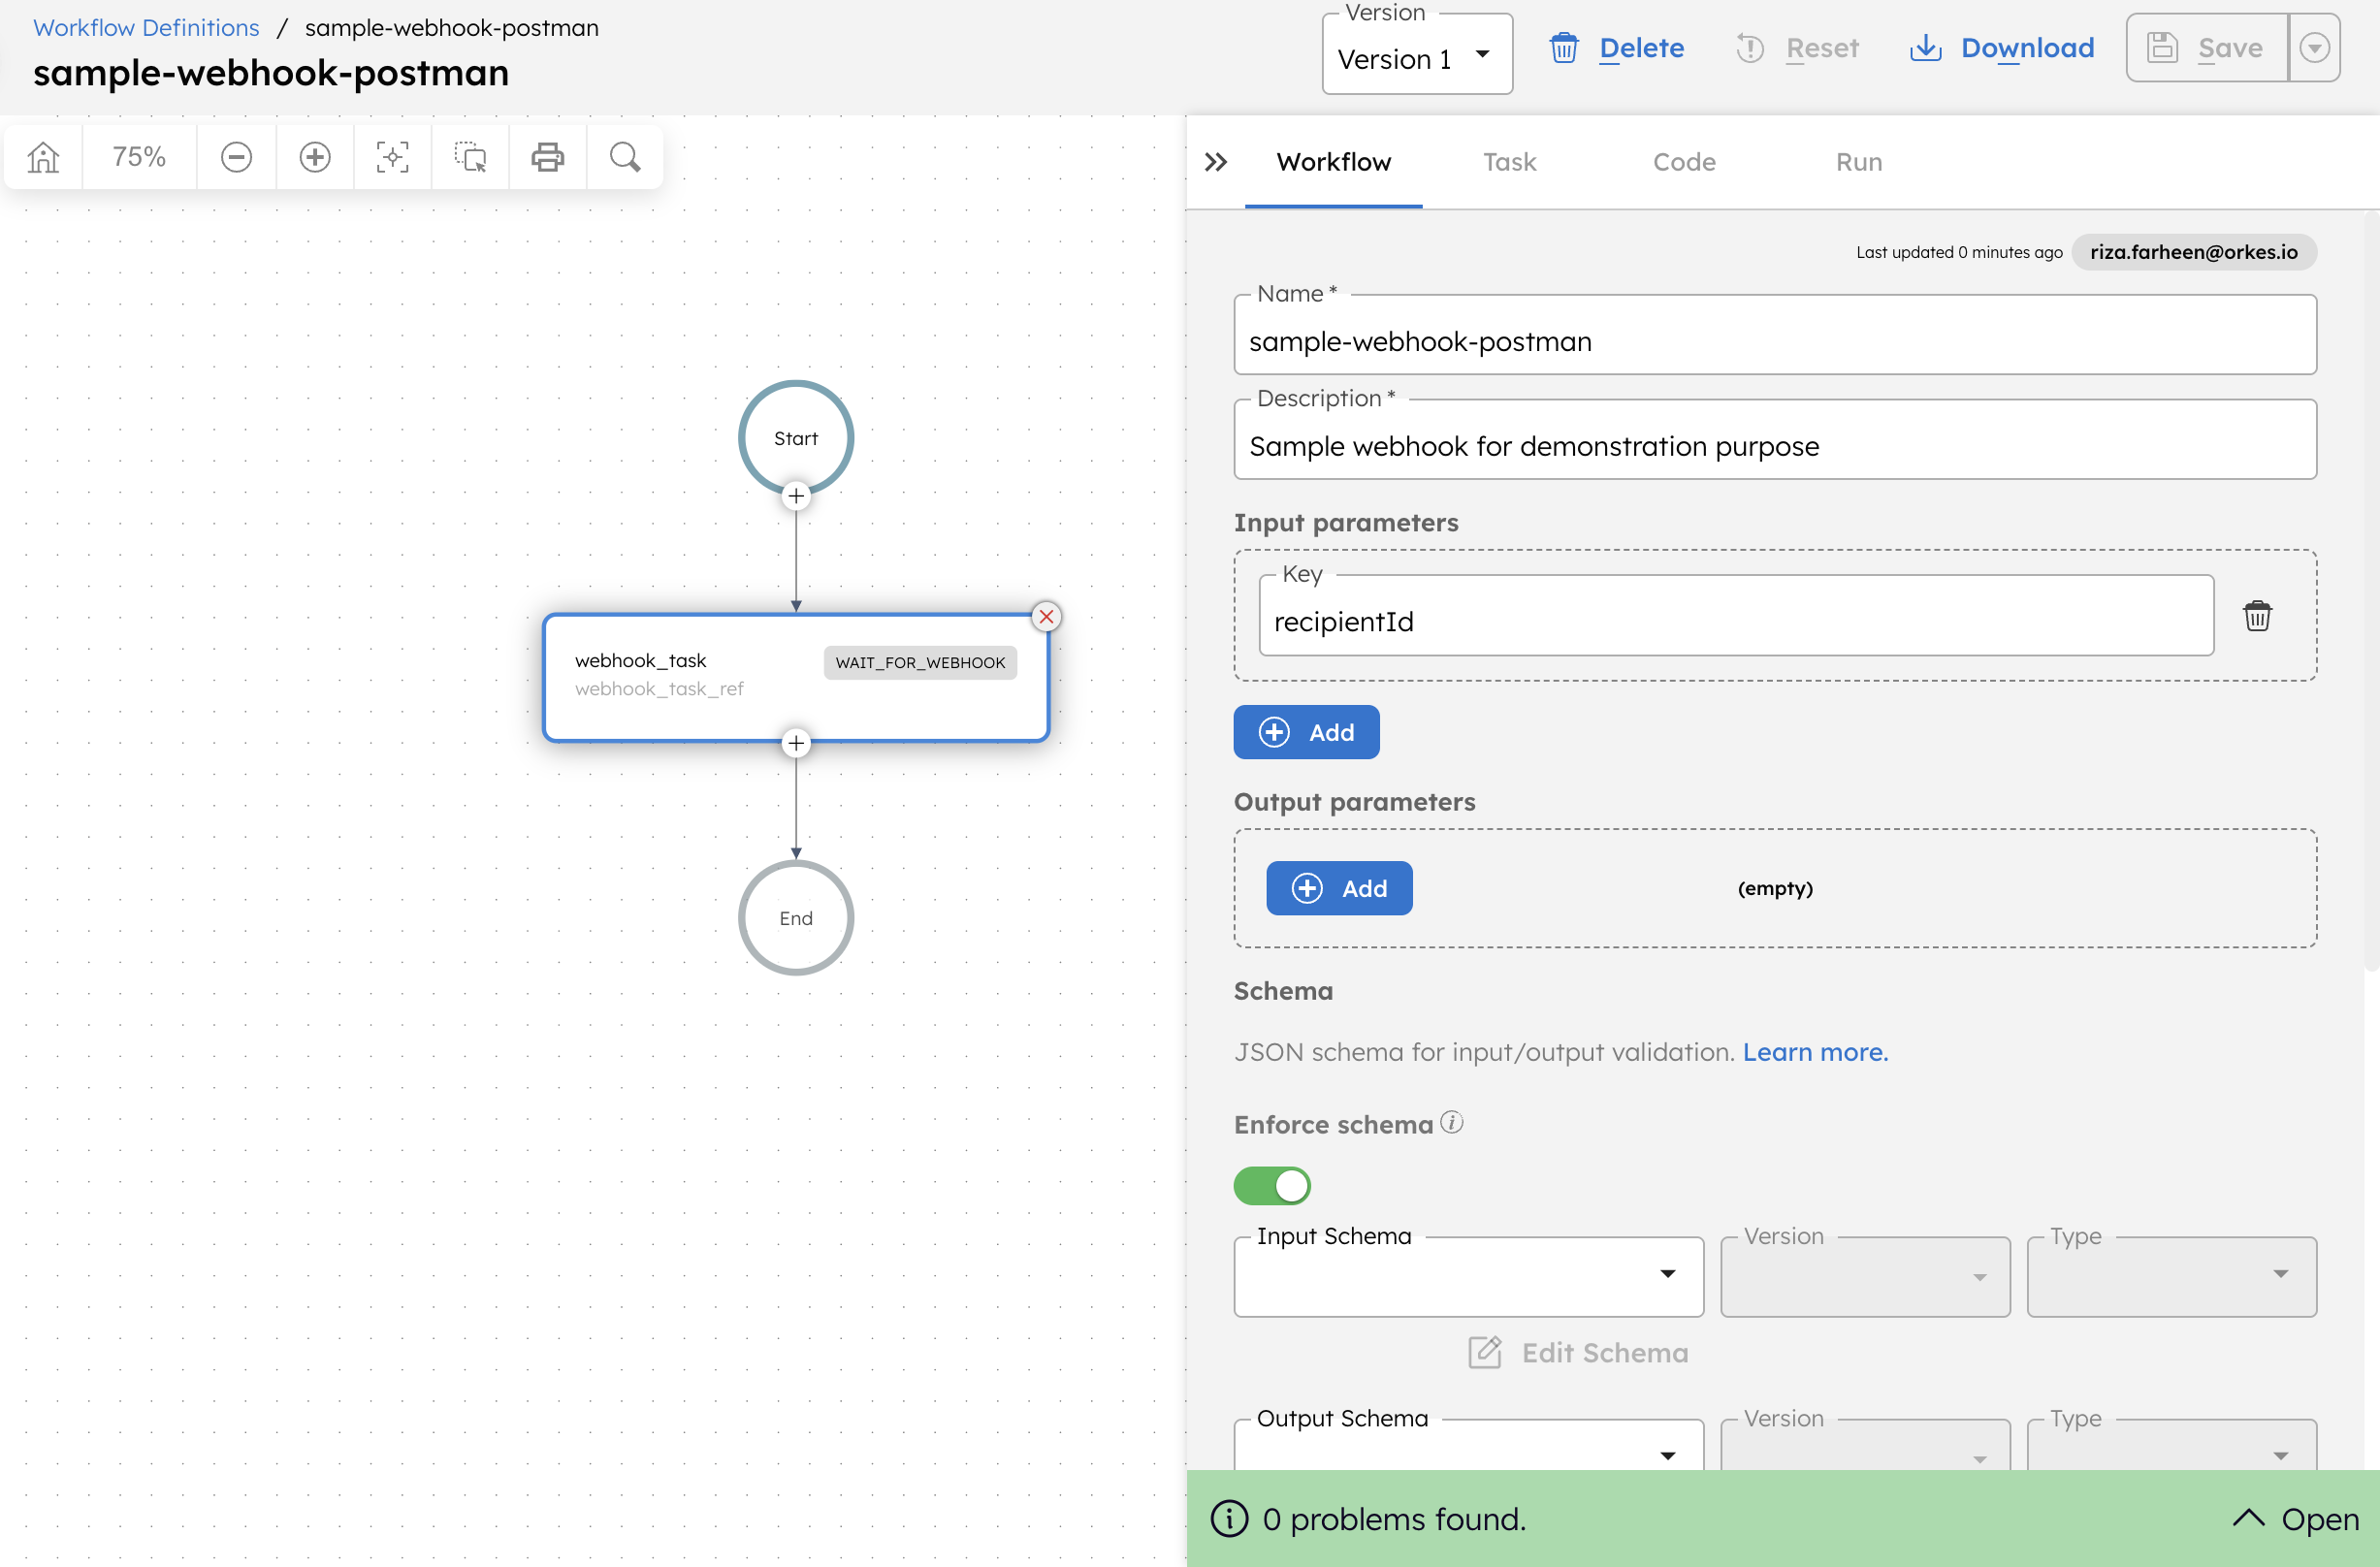 Workflow Definitions / sample-webhook-postman
sample-webhook-postman
Version
Version 1
Delete
Reset
Download
Save
75%
Workflow Task Code Run
Last updated 0 minutes ago riza.farheen@orkes.io
Name *
sample-webhook-postman
Description *
Sample webhook for demonstration purpose
Input parameters
Key
recipientId
Add
Output parameters
Add (empty)
Schema
JSON schema for input/output validation. Learn more.
Enforce schema
Input Schema Version Type
Edit Schema
Output Schema Version Type
0 problems found. Open
Start
webhook_task WAIT_FOR_WEBHOOK
webhook_task_ref
End